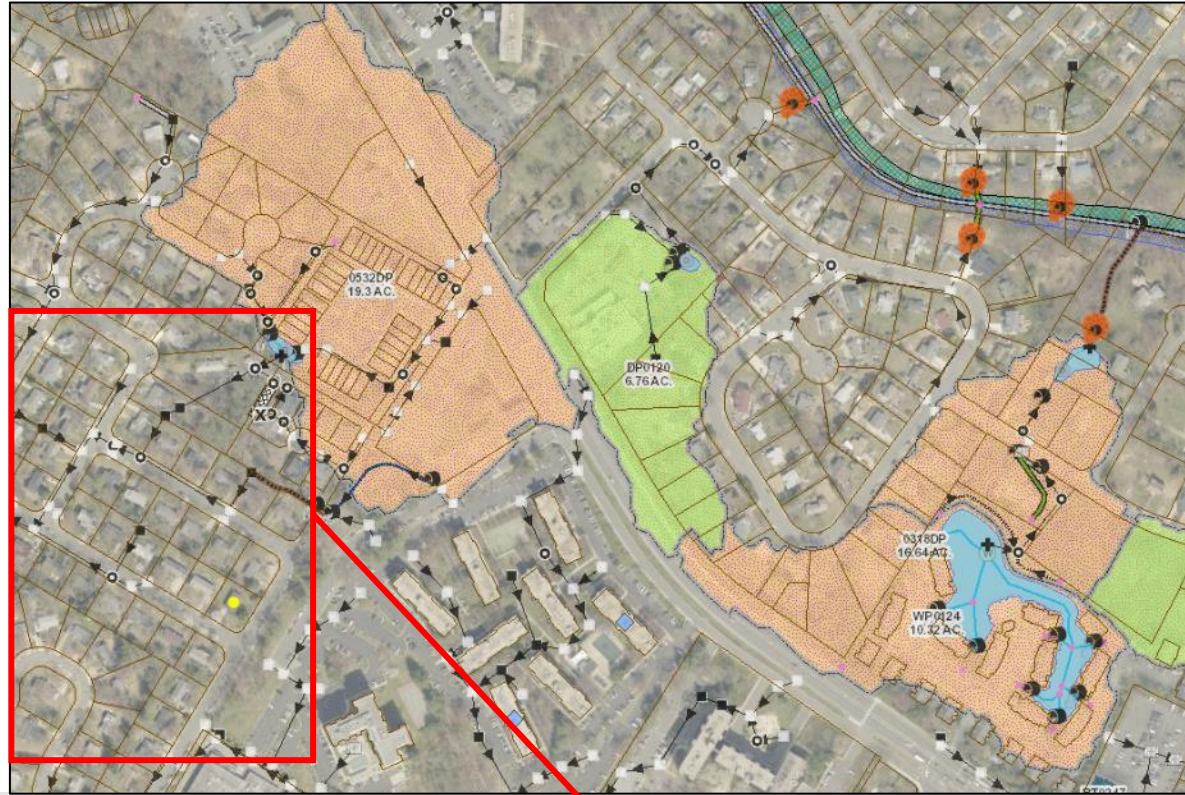 0532DP
19.3 AC.
DP0120
6.76 AC.
0318DP
16.64 AC.
WP0124
10.32 AC.